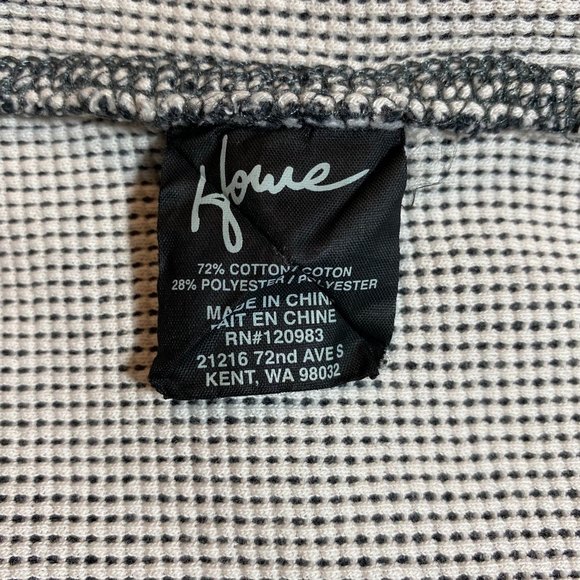 Howe
72% COTTON/ COTON
28% POLYESTER / POLYESTER
MADE IN CHINA
FAIT EN CHINE
RN#120983
21216 72nd AVE S
KENT, WA 98032